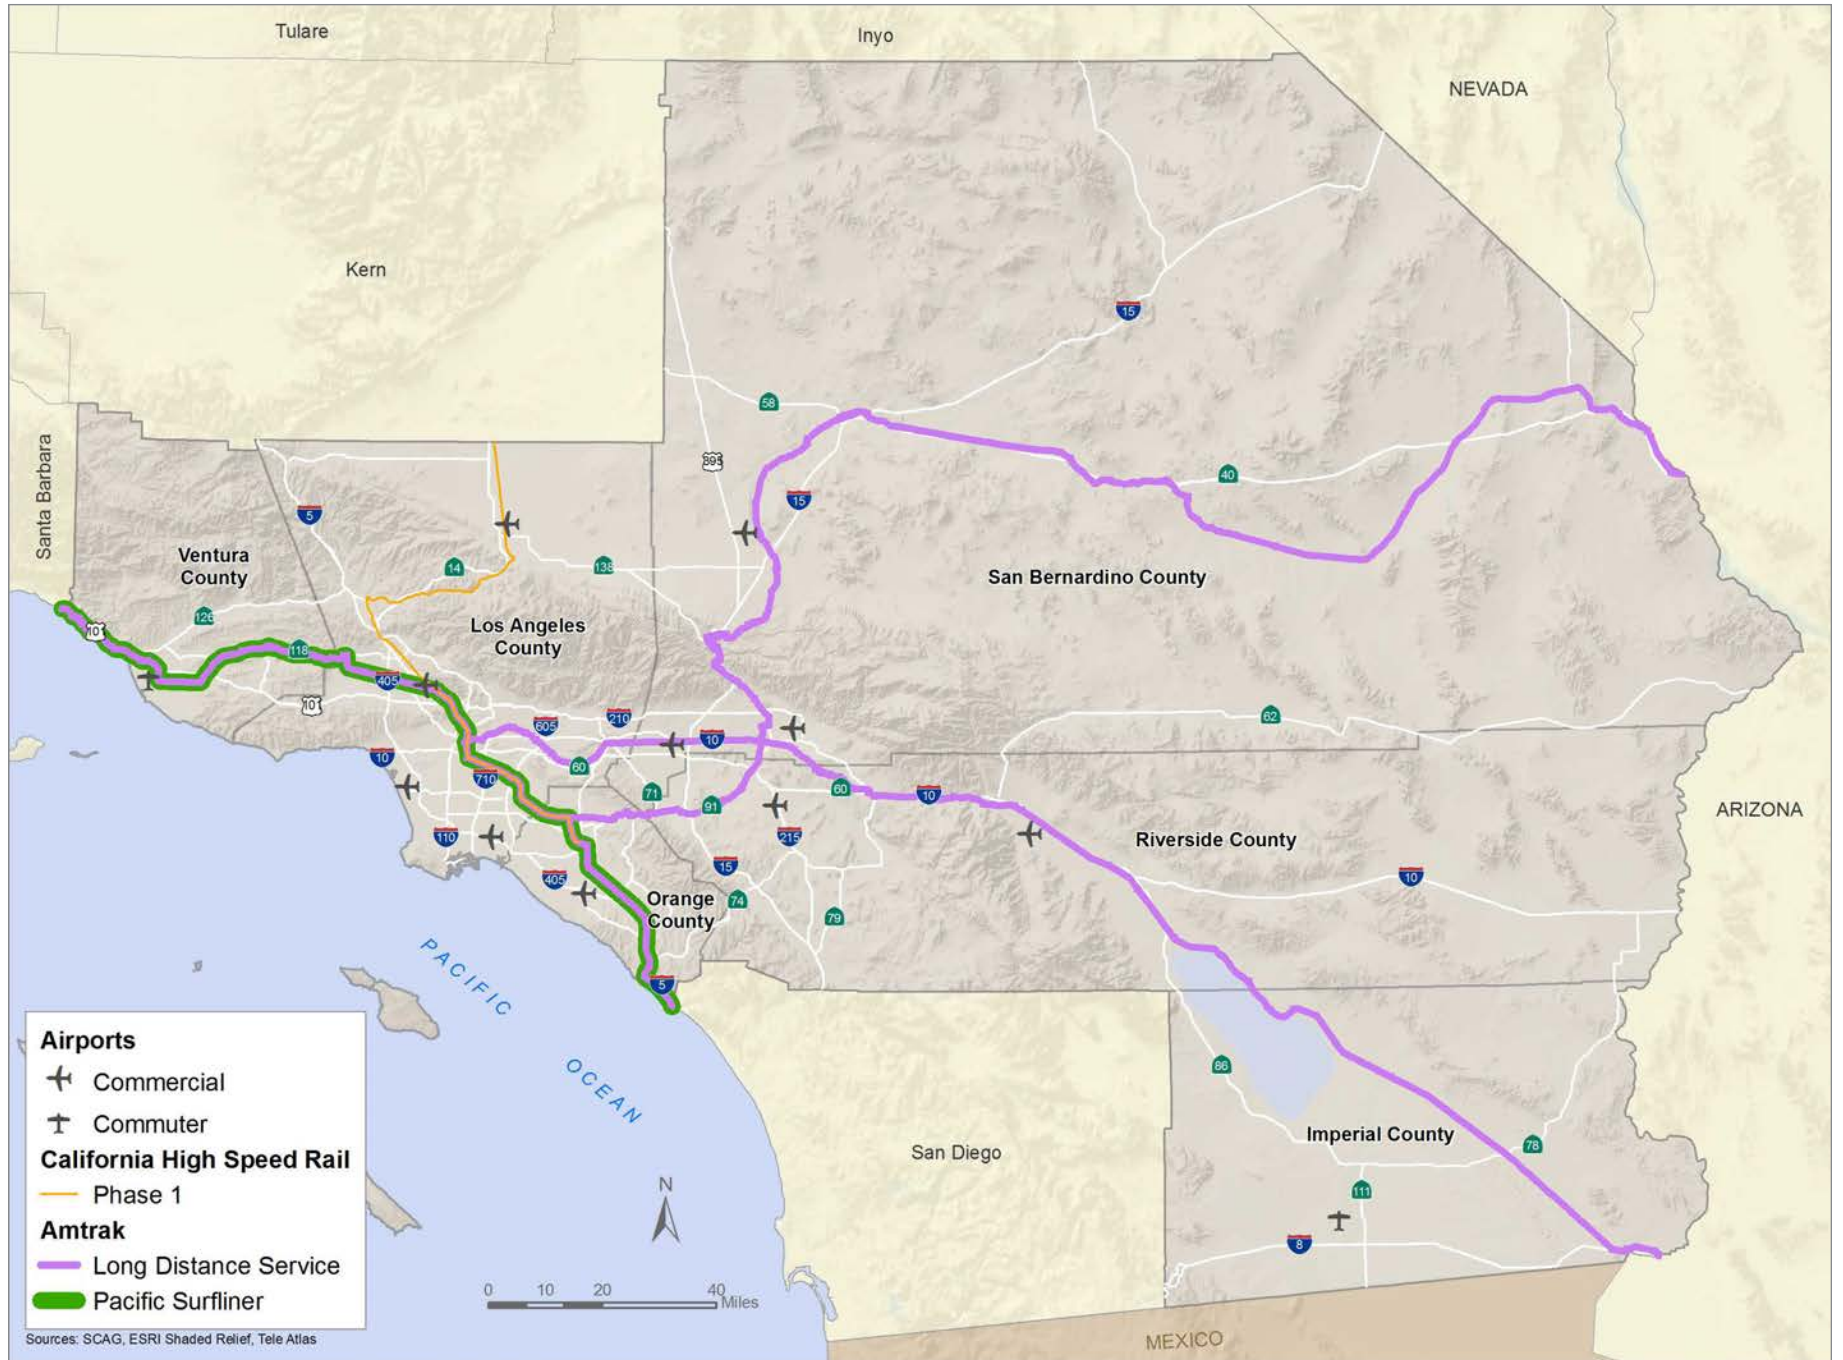 Tulare
Inyo
NEVADA
Kern
15
58
395
40
15
Santa Barbara
5
Ventura
County
14
138
San Bernardino County
126
Los Angeles
County
101
118
405
101
605
210
10
62
10
60
710
71
91
60
10
ARIZONA
110
215
Riverside County
15
10
405
Orange
County
74
79
PACIFIC
5
OCEAN
86
Imperial County
78
San Diego
111
8
N
0 10 20 40
Miles
MEXICO
Airports
Commercial
Commuter
California High Speed Rail
Phase 1
Amtrak
Long Distance Service
Pacific Surfliner
Sources: SCAG, ESRI Shaded Relief, Tele Atlas